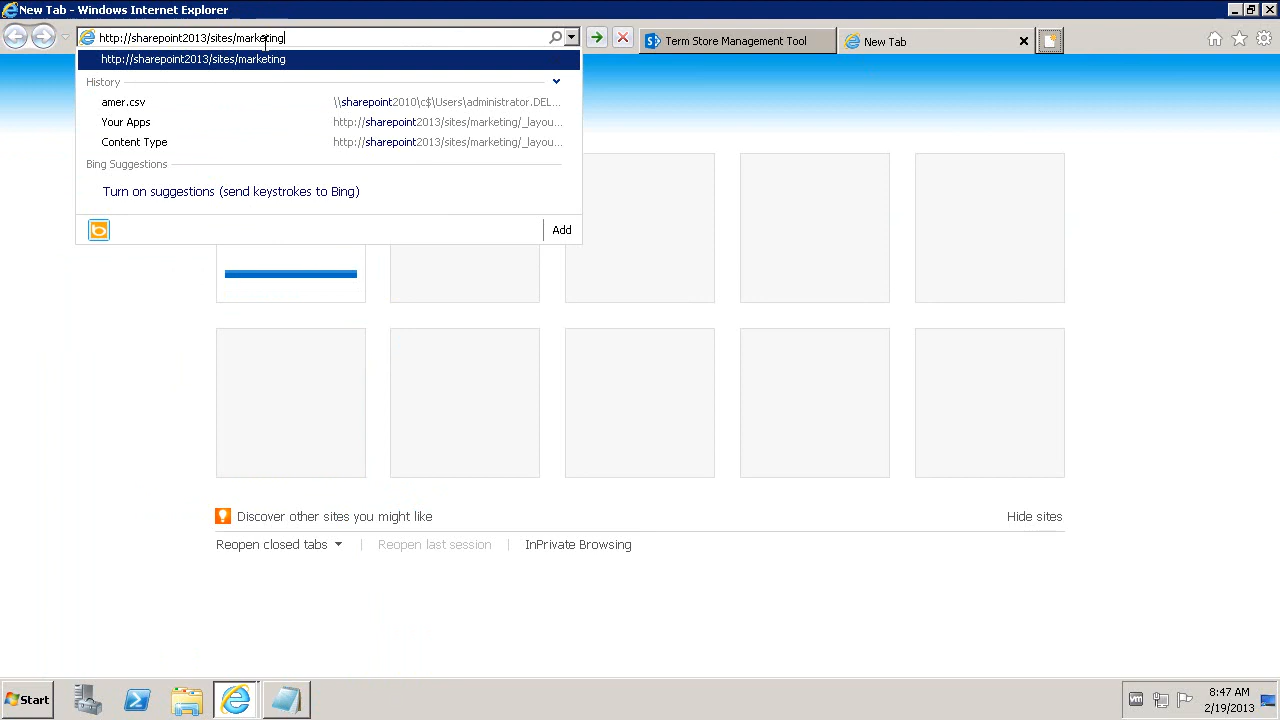 New Tab - Windows Internet Explorer
http://sharepoint2013/sites/marketing
Term Store Management Tool
New Tab
http://sharepoint2013/sites/marketing
History
amer.csv \\sharepoint2010\c$\Users\administrator.DEL...
Your Apps http://sharepoint2013/sites/marketing/_layou...
Content Type http://sharepoint2013/sites/marketing/_layou...
Bing Suggestions
Turn on suggestions (send keystrokes to Bing)
Add
Discover other sites you might like
Hide sites
Reopen closed tabs
Reopen last session
InPrivate Browsing
Start
8:47 AM
2/19/2013